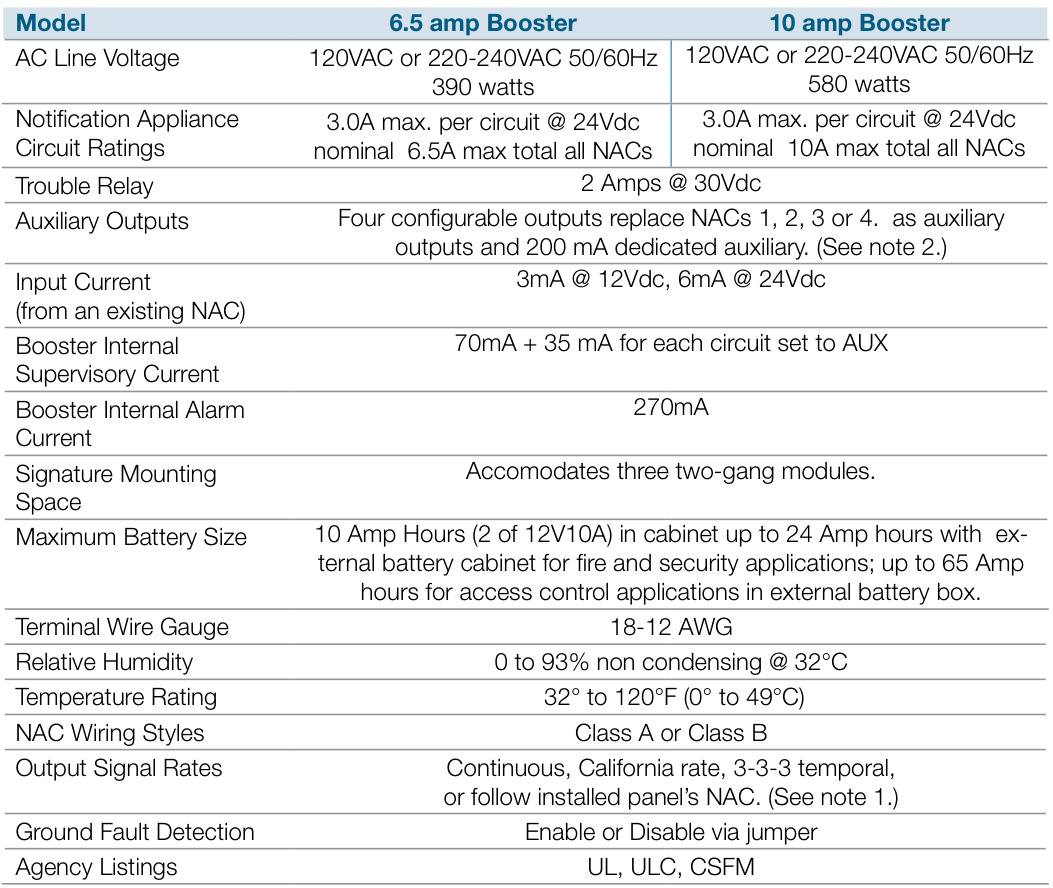 Model 6.5 amp Booster 10 amp Booster
AC Line Voltage 120VAC or 220-240VAC 50/60Hz 120VAC or 220-240VAC 50/60Hz
390 watts 580 watts
Notification Appliance 3.0A max. per circuit @ 24Vdc 3.0A max. per circuit @ 24Vdc
Circuit Ratings nominal 6.5A max total all NACs nominal 10A max total all NACs
Trouble Relay 2 Amps @ 30Vdc
Auxiliary Outputs Four configurable outputs replace NACs 1, 2, 3 or 4. as auxiliary
outputs and 200 mA dedicated auxiliary. (See note 2.)
Input Current 3mA @ 12Vdc, 6mA @ 24Vdc
(from an existing NAC)
Booster Internal 70mA + 35 mA for each circuit set to AUX
Supervisory Current
Booster Internal Alarm 270mA
Current
Signature Mounting Accomodates three two-gang modules.
Space
Maximum Battery Size 10 Amp Hours (2 of 12V10A) in cabinet up to 24 Amp hours with ex-
ternal battery cabinet for fire and security applications; up to 65 Amp
hours for access control applications in external battery box.
Terminal Wire Gauge 18-12 AWG
Relative Humidity 0 to 93% non condensing @ 32°C
Temperature Rating 32° to 120°F (0° to 49°C)
NAC Wiring Styles Class A or Class B
Output Signal Rates Continuous, California rate, 3-3-3 temporal,
or follow installed panel's NAC. (See note 1.)
Ground Fault Detection Enable or Disable via jumper
Agency Listings UL, ULC, CSFM